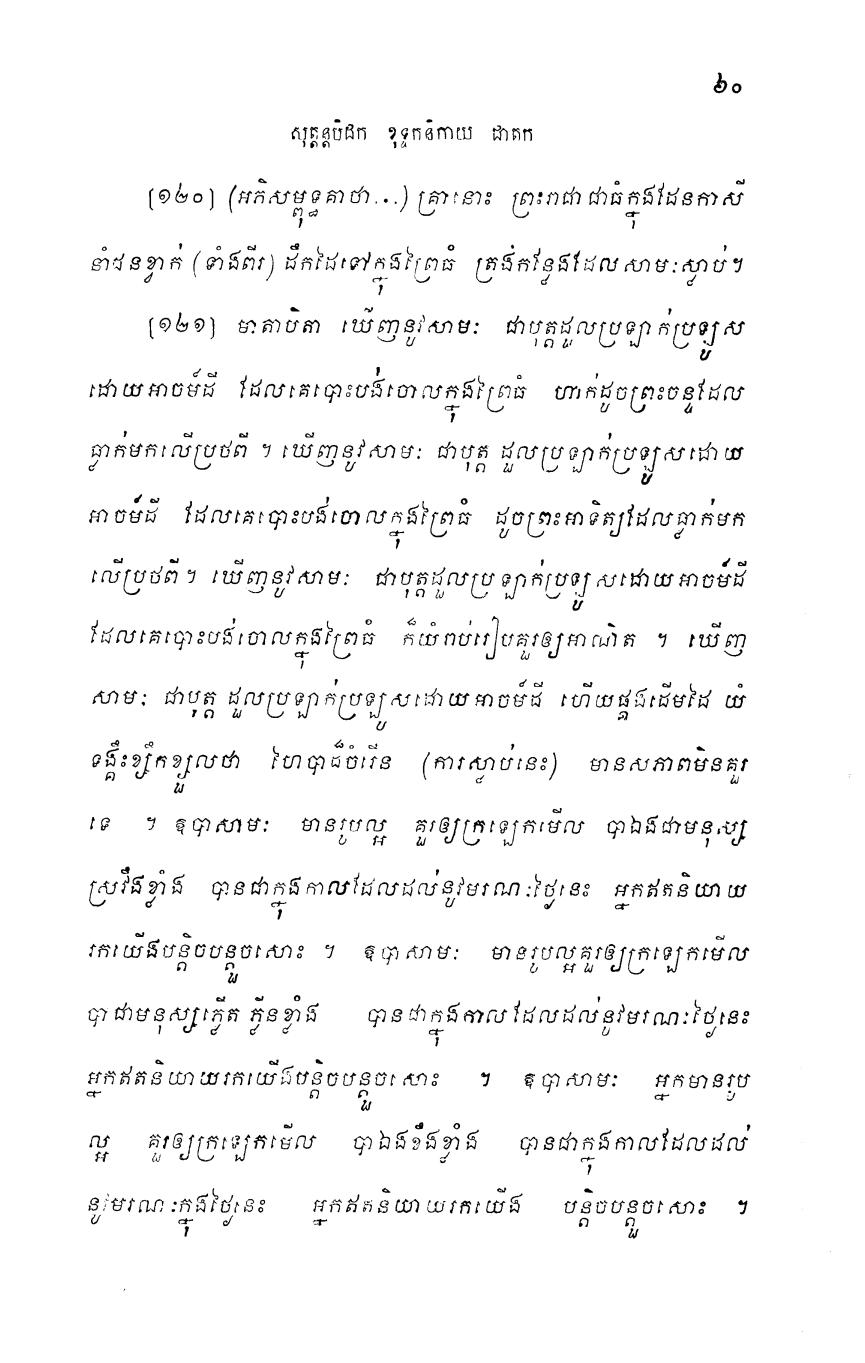 ៦០
សុត្តន្តបិដក ខុទ្ទកនិកាយ ជាតក
[១៦០] (អភិសម្ពុទ្ធគាថា...) គ្រានោះ ព្រះរាជាជាធំក្នុងដែនកាសី
នាំជនខ្វាក់ (ទាំងពីរ) ដឹកដៃទៅក្នុងព្រៃធំ ត្រង់កន្លែងដែលសាមៈស្លាប់។
[១៦១] មាតាបិតា ឃើញនូវសាមៈ ជាបុត្តដួលប្រឡាក់ប្រឡូស
ដោយអាចម៍ដី ដែលគេបោះបង់ចោលក្នុងព្រៃធំ ហាក់ដូចព្រះចន្ទដែល
ធ្លាក់មកលើប្រថពី ។ ឃើញនូវសាមៈ ជាបុត្ត ដួលប្រឡាក់ប្រឡូសដោយ
អាចម៍ដី ដែលគេបោះបង់ចោលក្នុងព្រៃធំ ដូចព្រះអាទិត្យដែលធ្លាក់មក
លើប្រថពី ។ ឃើញនូវសាមៈ ជាបុត្តដួលប្រឡាក់ប្រឡូសដោយអាចម៍ដី
ដែលគេបោះបង់ចោលក្នុងព្រៃធំ ក៏យំរាប់រៀបគួរឲ្យអាណិត ។ ឃើញ
សាមៈ ជាបុត្ត ដួលប្រឡាក់ប្រឡូសដោយអាចម៍ដី ហើយផ្គងដើមដៃ យំ
ទង្គឹះខ្សឹកខ្សួលថា ហៃបាដ៏ចំរើន (ការស្លាប់នេះ) មានសភាពមិនគួរ
ទេ ។ ឱបាសាមៈ មានរូបល្អ គួរឲ្យក្រឡេកមើល បាឯងជាមនុស្ស
ស្រវឹងខ្លាំង បានជាក្នុងកាលដែលដល់នូវមរណៈថ្ងៃនេះ អ្នកឥតនិយាយ
រកយើងបន្តិចបន្តួចសោះ ។ ឱបាសាមៈ មានរូបល្អគួរឲ្យក្រឡេកមើល
បាជាមនុស្សភ្លើតភ្លើនខ្លាំង បានជាក្នុងកាលដែលដល់នូវមរណៈថ្ងៃនេះ
អ្នកឥតនិយាយរកយើងបន្តិចបន្តួចសោះ ។ ឱបាសាមៈ អ្នកមានរូប
ល្អ គួរឲ្យក្រឡេកមើល បាឯងខឹងខ្លាំង បានជាក្នុងកាលដែលដល់
នូវមរណៈក្នុងថ្ងៃនេះ អ្នកឥតនិយាយរកយើង បន្តិចបន្តួចសោះ ។